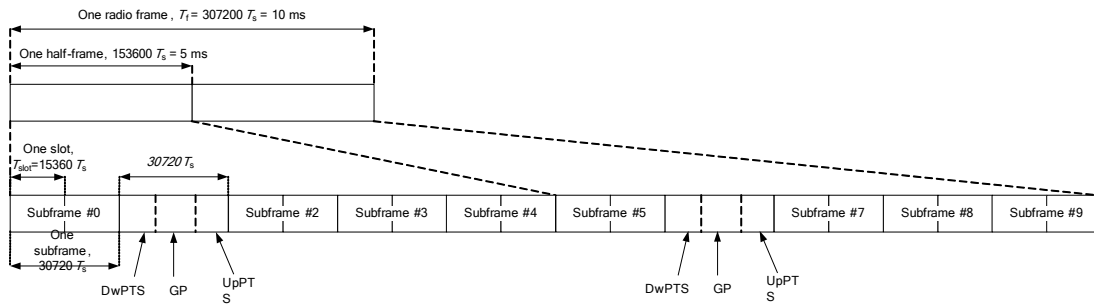 One radio frame, Tf = 307200 Ts = 10 ms
One half-frame, 153600 Ts = 5 ms
One slot,
Tslot=15360 Ts
30720Ts
Subframe #0
Subframe #2
Subframe #3
Subframe #4
Subframe #5
Subframe #7
Subframe #8
Subframe #9
One
subframe,
30720 Ts
DwPTS
GP
UpPT
S
DwPTS
GP
UpPT
S